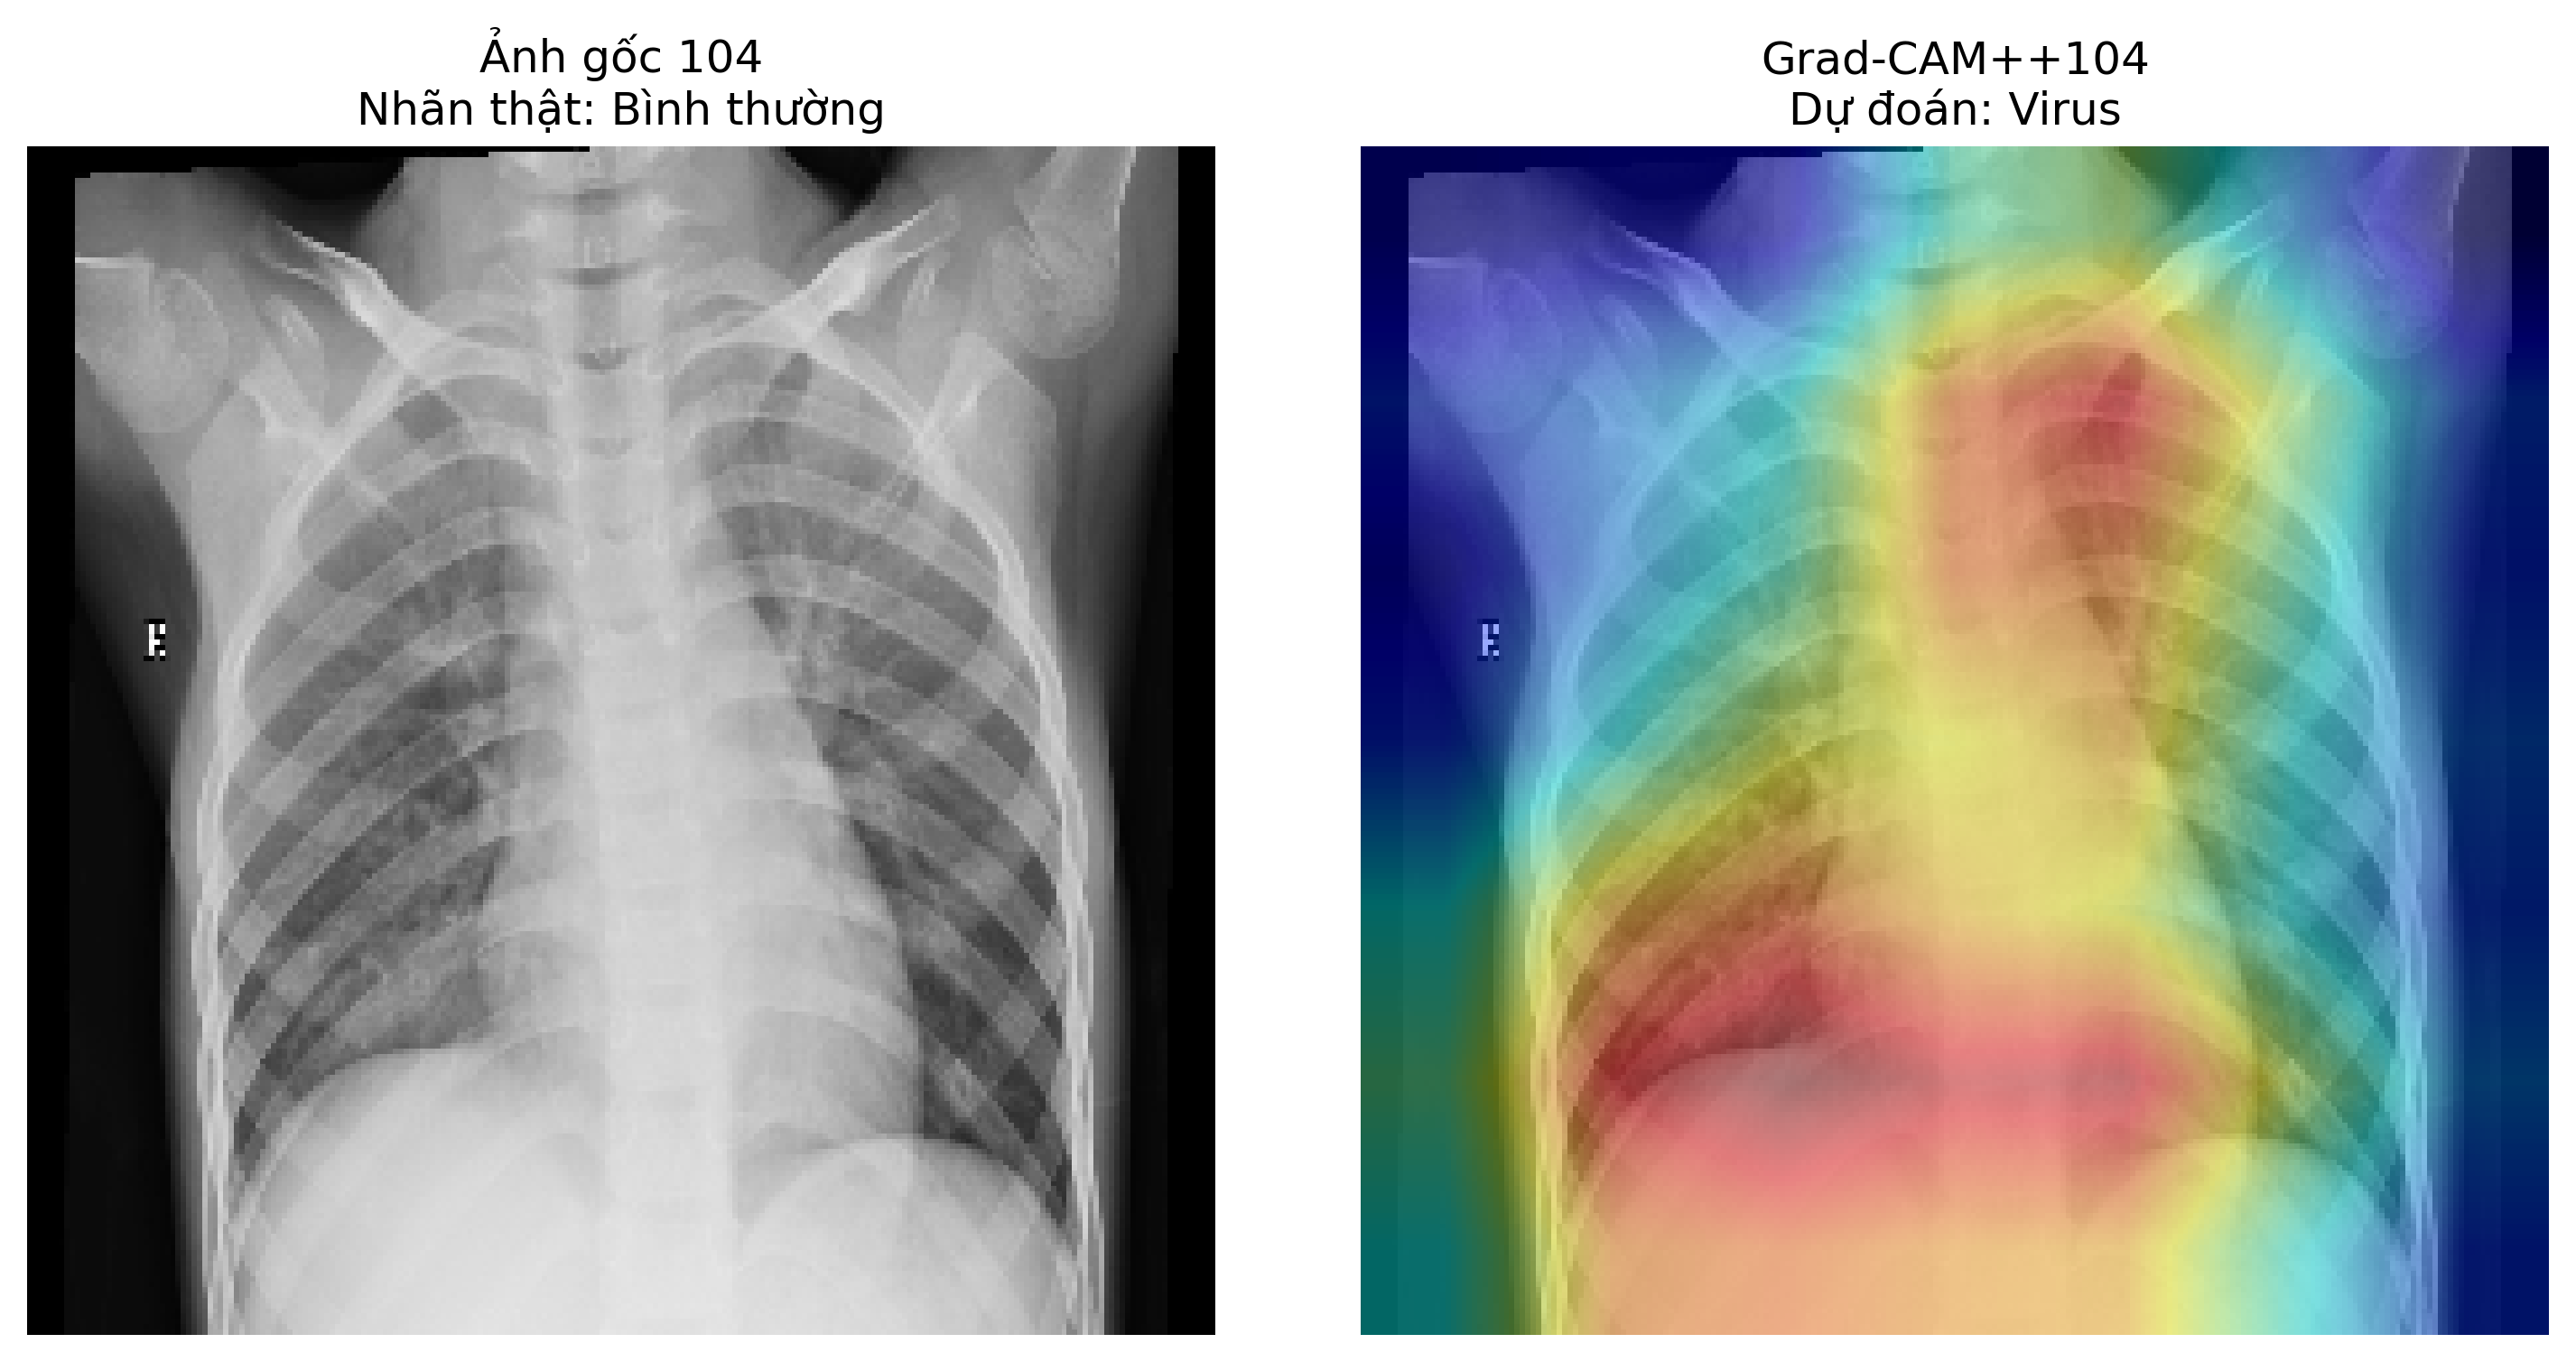 Ảnh gốc 104
Nhãn thật: Bình thường
Grad-CAM++104
Dự đoán: Virus